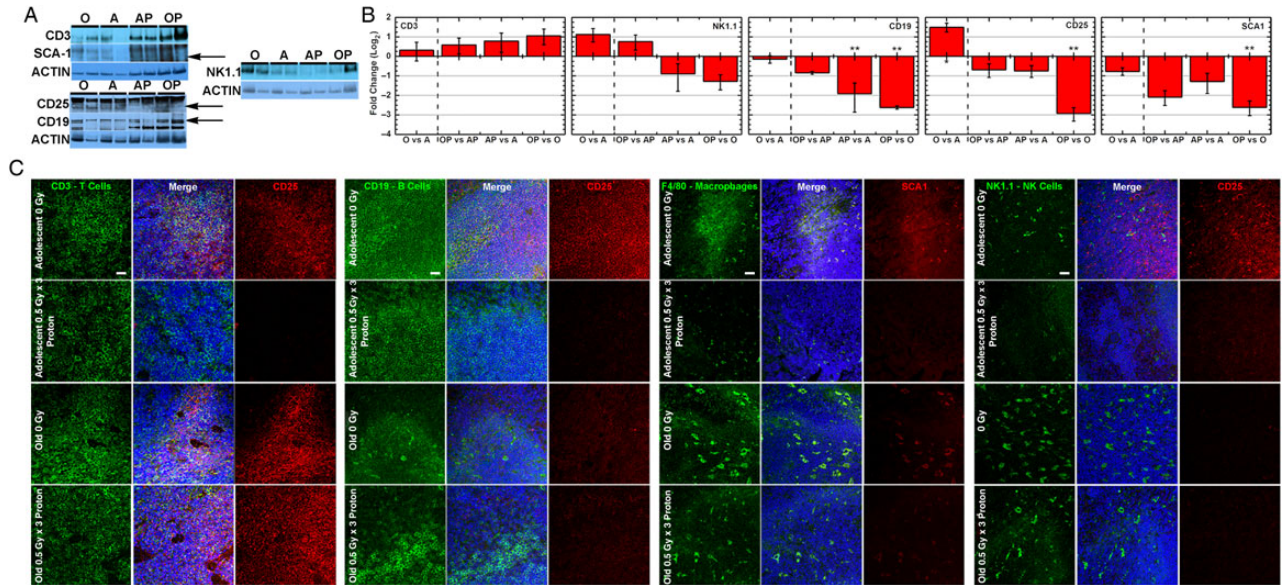 A
O A AP OP
CD3
SCA-1
ACTIN
CD25
CD19
ACTIN
O A AP OP
NK1.1
ACTIN
B
Fold Change (Log₂)
2
1
0
−1
−2
−3
−4
CD3
NK1.1
CD19
CD25
SCA1
**
**
**
**
O vs A OP vs AP AP vs A OP vs O
O vs A OP vs AP AP vs A OP vs O
O vs A OP vs AP AP vs A OP vs O
O vs A OP vs AP AP vs A OP vs O
O vs A OP vs AP AP vs A OP vs O
C
CD3 - T Cells Merge CD25
Adolescent 0 Gy
Adolescent 0.5 Gy x 3
Proton
Old 0 Gy
Old 0.5 Gy x 3 Proton
CD19 - B Cells Merge CD25
Adolescent 0 Gy
Adolescent 0.5 Gy x 3
Proton
Old 0 Gy
Old 0.5 Gy x 3 Proton
F4/80 - Macrophages Merge SCA1
Adolescent 0 Gy
Adolescent 0.5 Gy x 3
Proton
Old 0 Gy
Old 0.5 Gy x 3 Proton
NK1.1 - NK Cells Merge CD25
Adolescent 0 Gy
Adolescent 0.5 Gy x 3
Proton
0 Gy
Old 0.5 Gy x 3 Proton